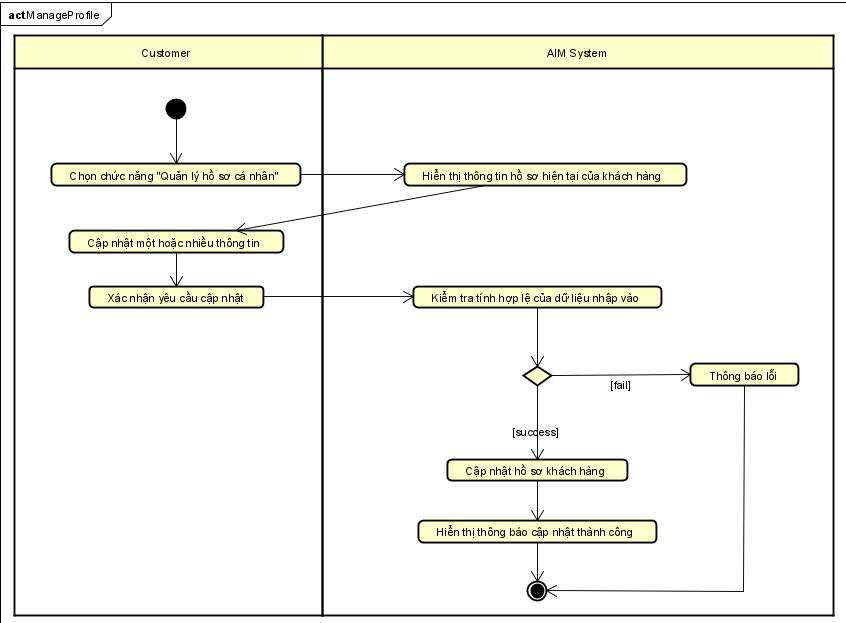 actManageProfile
Customer
AIM System
Chọn chức năng "Quản lý hồ sơ cá nhân"
Hiển thị thông tin hồ sơ hiện tại của khách hàng
Cập nhật một hoặc nhiều thông tin
Xác nhận yêu cầu cập nhật
Kiểm tra tính hợp lệ của dữ liệu nhập vào
Thông báo lỗi
[fail]
[success]
Cập nhật hồ sơ khách hàng
Hiển thị thông báo cập nhật thành công